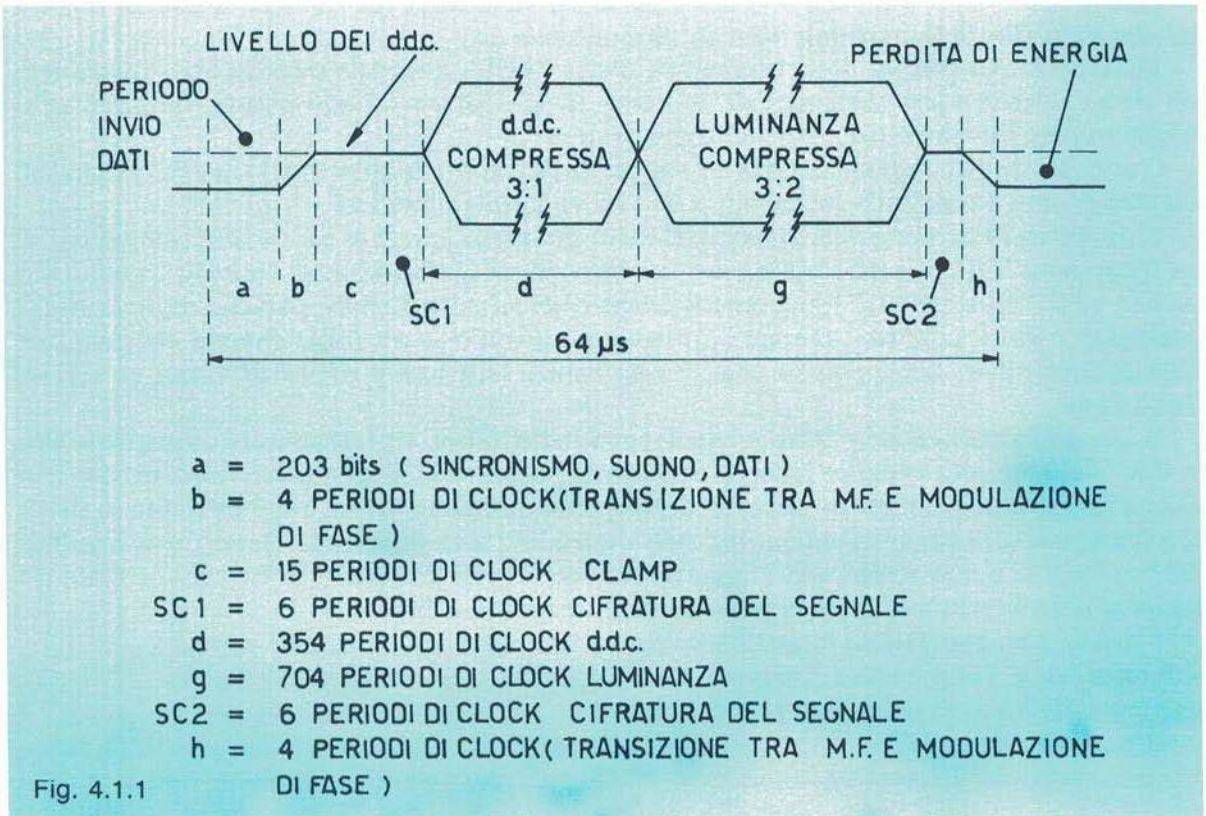 LIVELLO DEI d.d.c.
PERDITA DI ENERGIA
PERIODO
INVIO
DATI
d.d.c.
COMPRESSA
3:1
LUMINANZA
COMPRESSA
3:2
a b c d g h
SC1 SC2
64 µs
a = 203 bits ( SINCRONISMO, SUONO, DATI )
b = 4 PERIODI DI CLOCK(TRANSIZIONE TRA M.F. E MODULAZIONE
DI FASE )
c = 15 PERIODI DI CLOCK CLAMP
SC1 = 6 PERIODI DI CLOCK CIFRATURA DEL SEGNALE
d = 354 PERIODI DI CLOCK d.d.c.
g = 704 PERIODI DI CLOCK LUMINANZA
SC2 = 6 PERIODI DI CLOCK CIFRATURA DEL SEGNALE
h = 4 PERIODI DI CLOCK( TRANSIZIONE TRA M.F. E MODULAZIONE
DI FASE )
Fig. 4.1.1